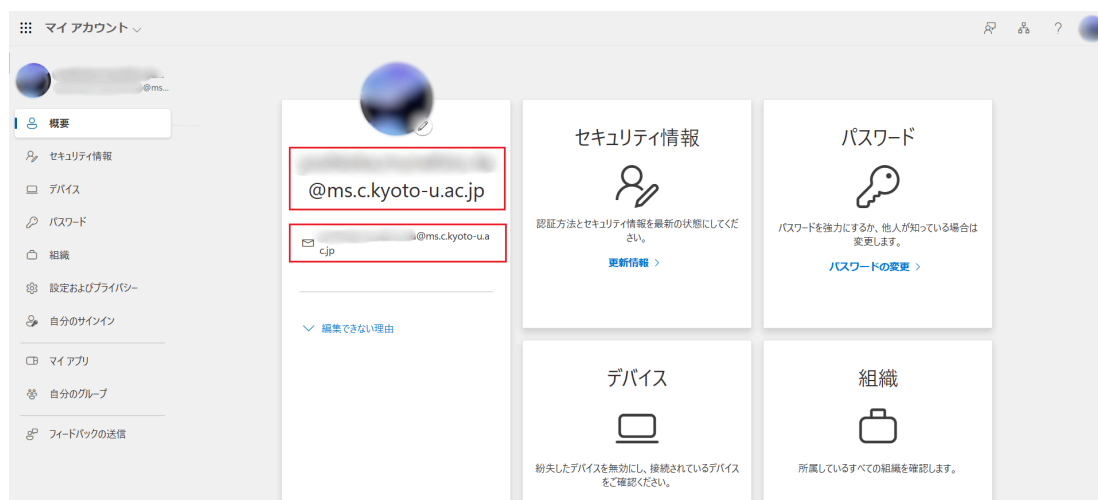 マイ アカウント
?
@ms...
概要
セキュリティ情報
デバイス
パスワード
組織
設定およびプライバシー
自分のサインイン
マイ アプリ
自分のグループ
フィードバックの送信
@ms.c.kyoto-u.ac.jp
@ms.c.kyoto-u.a
c.jp
編集できない理由
セキュリティ情報
認証方法とセキュリティ情報を最新の状態にしてくだ
さい。
更新情報
パスワード
パスワードを強力にするか、他人が知っている場合は
変更します。
パスワードの変更
デバイス
紛失したデバイスを無効にし、接続されているデバイス
をご確認ください。
組織
所属しているすべての組織を確認します。